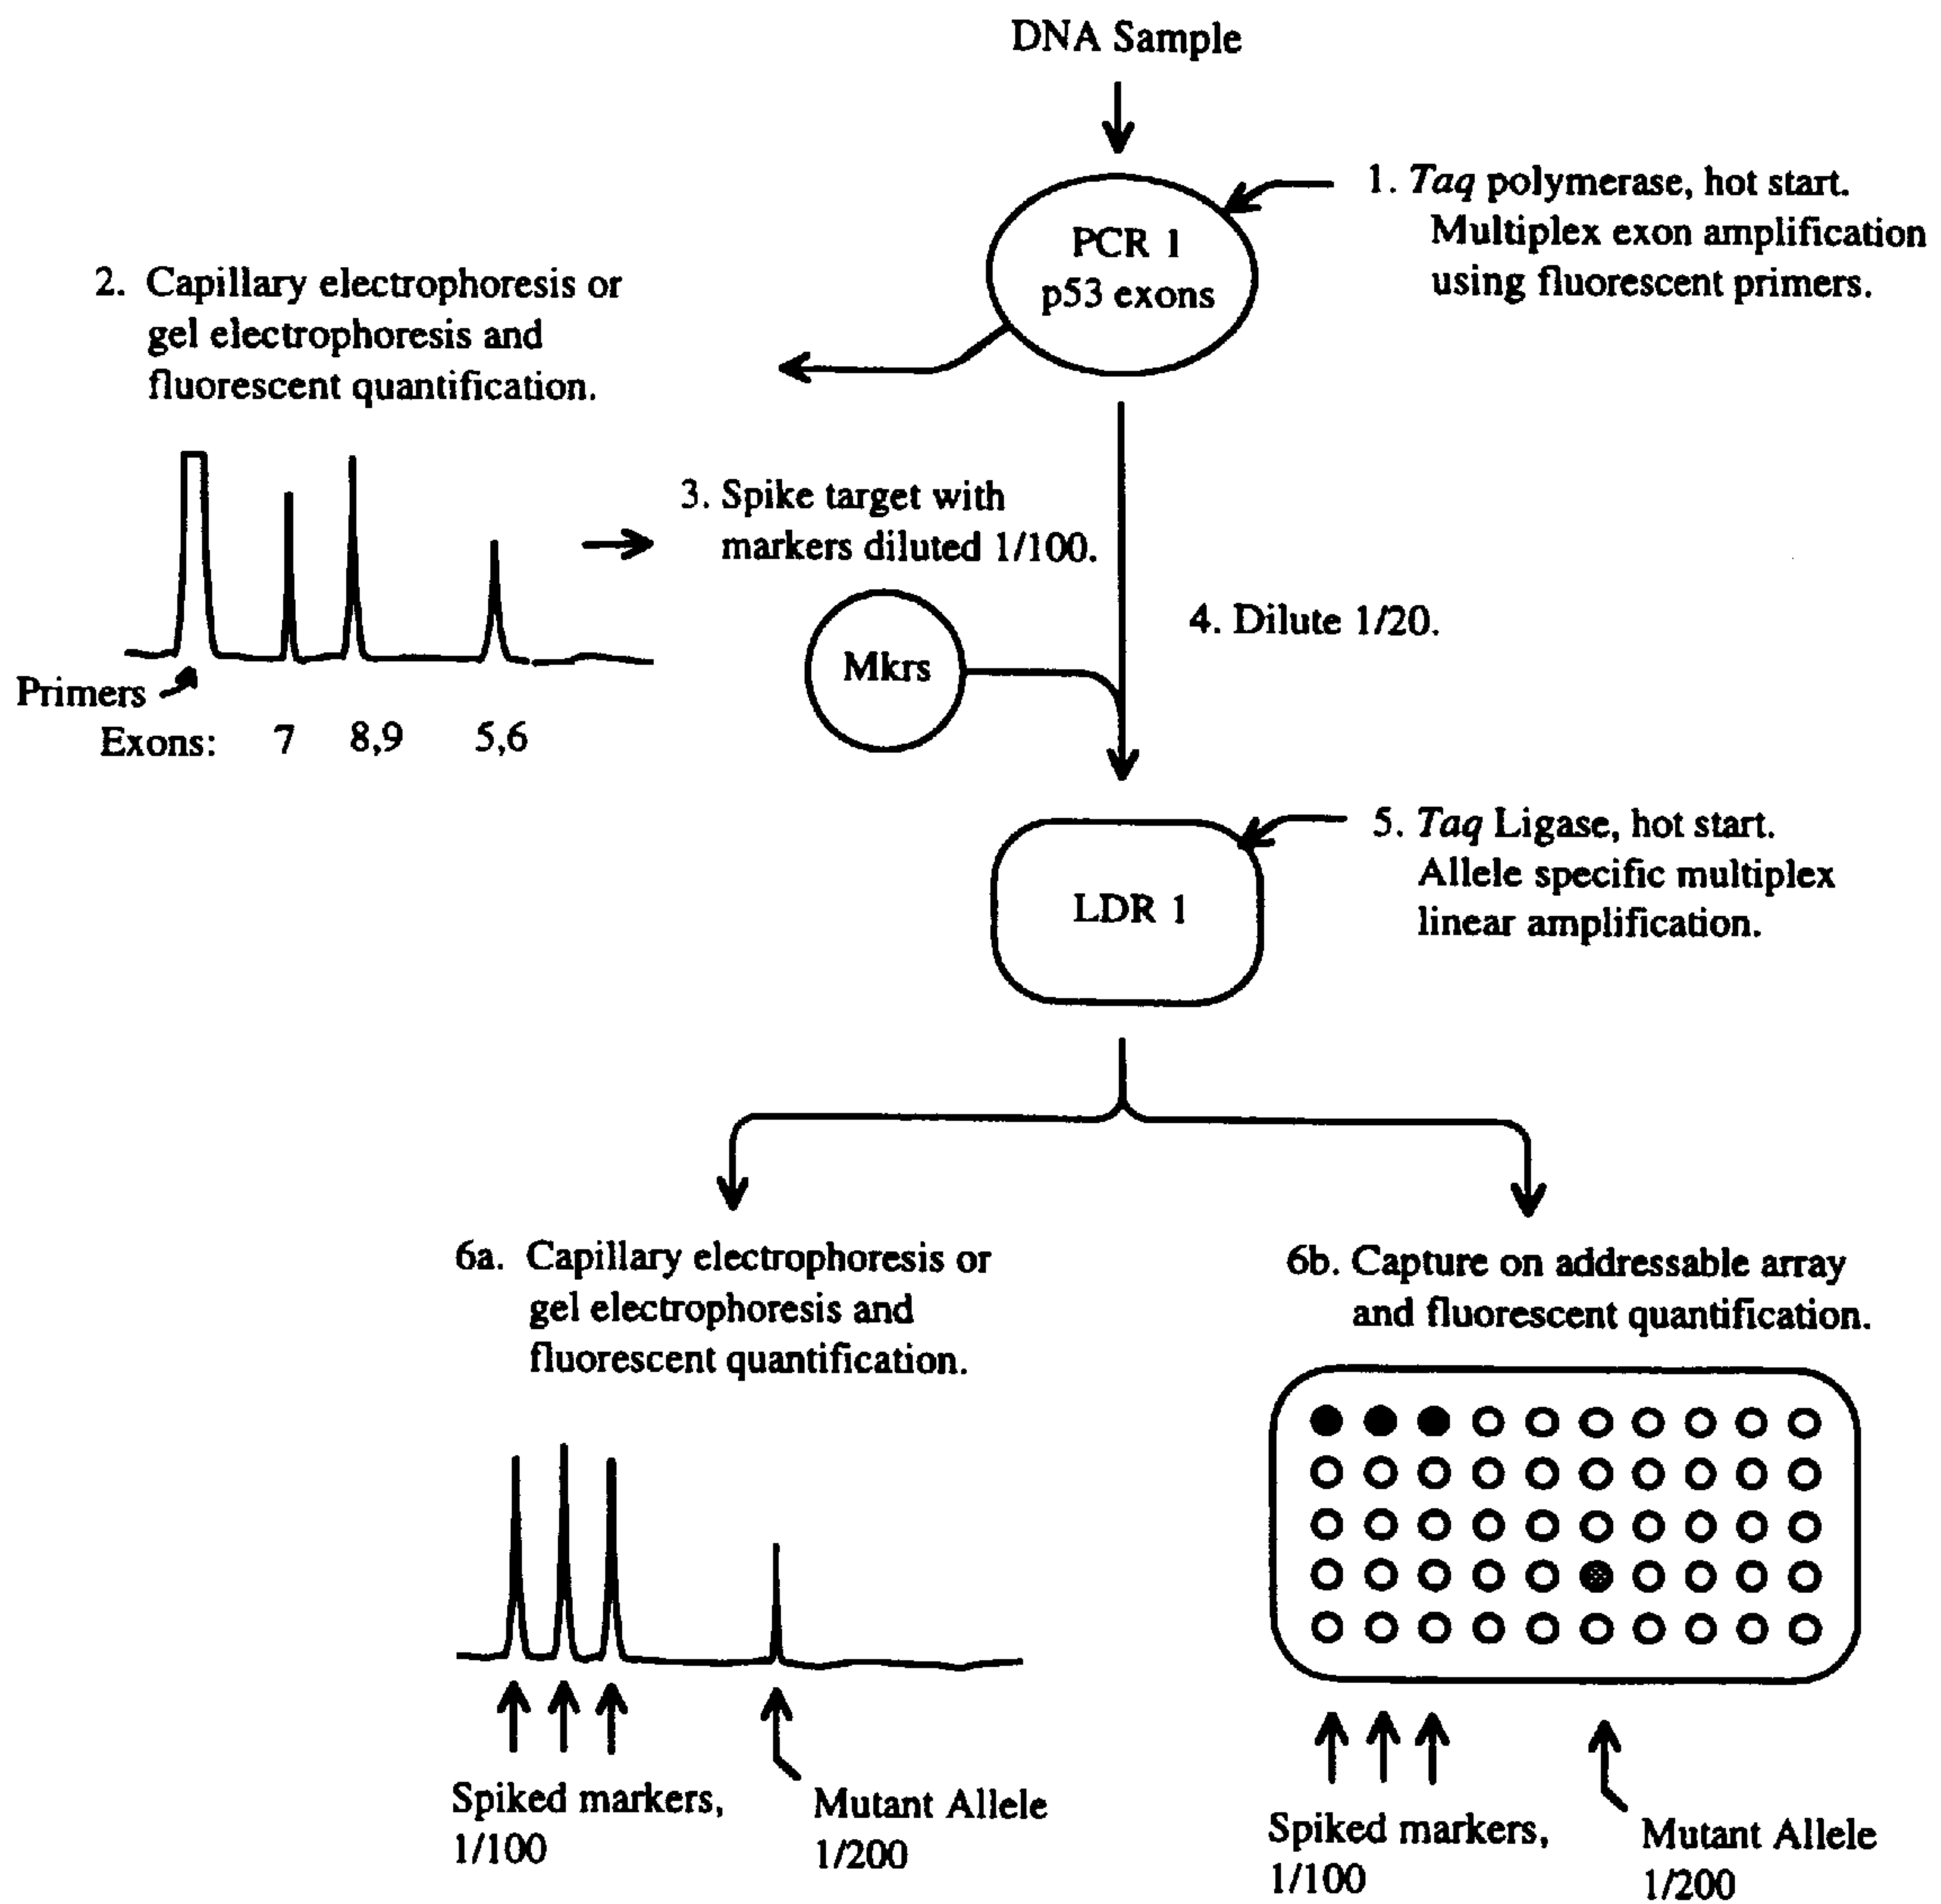 DNA Sample
1. Taq polymerase, hot start.
Multiplex exon amplification
using fluorescent primers.
PCR 1
p53 exons
2. Capillary electrophoresis or
gel electrophoresis and
fluorescent quantification.
3. Spike target with
markers diluted 1/100.
4. Dilute 1/20.
Mkrs
Primers
Exons: 7 8,9 5,6
5. Taq Ligase, hot start.
Allele specific multiplex
linear amplification.
LDR 1
6a. Capillary electrophoresis or
gel electrophoresis and
fluorescent quantification.
6b. Capture on addressable array
and fluorescent quantification.
Spiked markers,
1/100
Mutant Allele
1/200
Spiked markers,
1/100
Mutant Allele
1/200